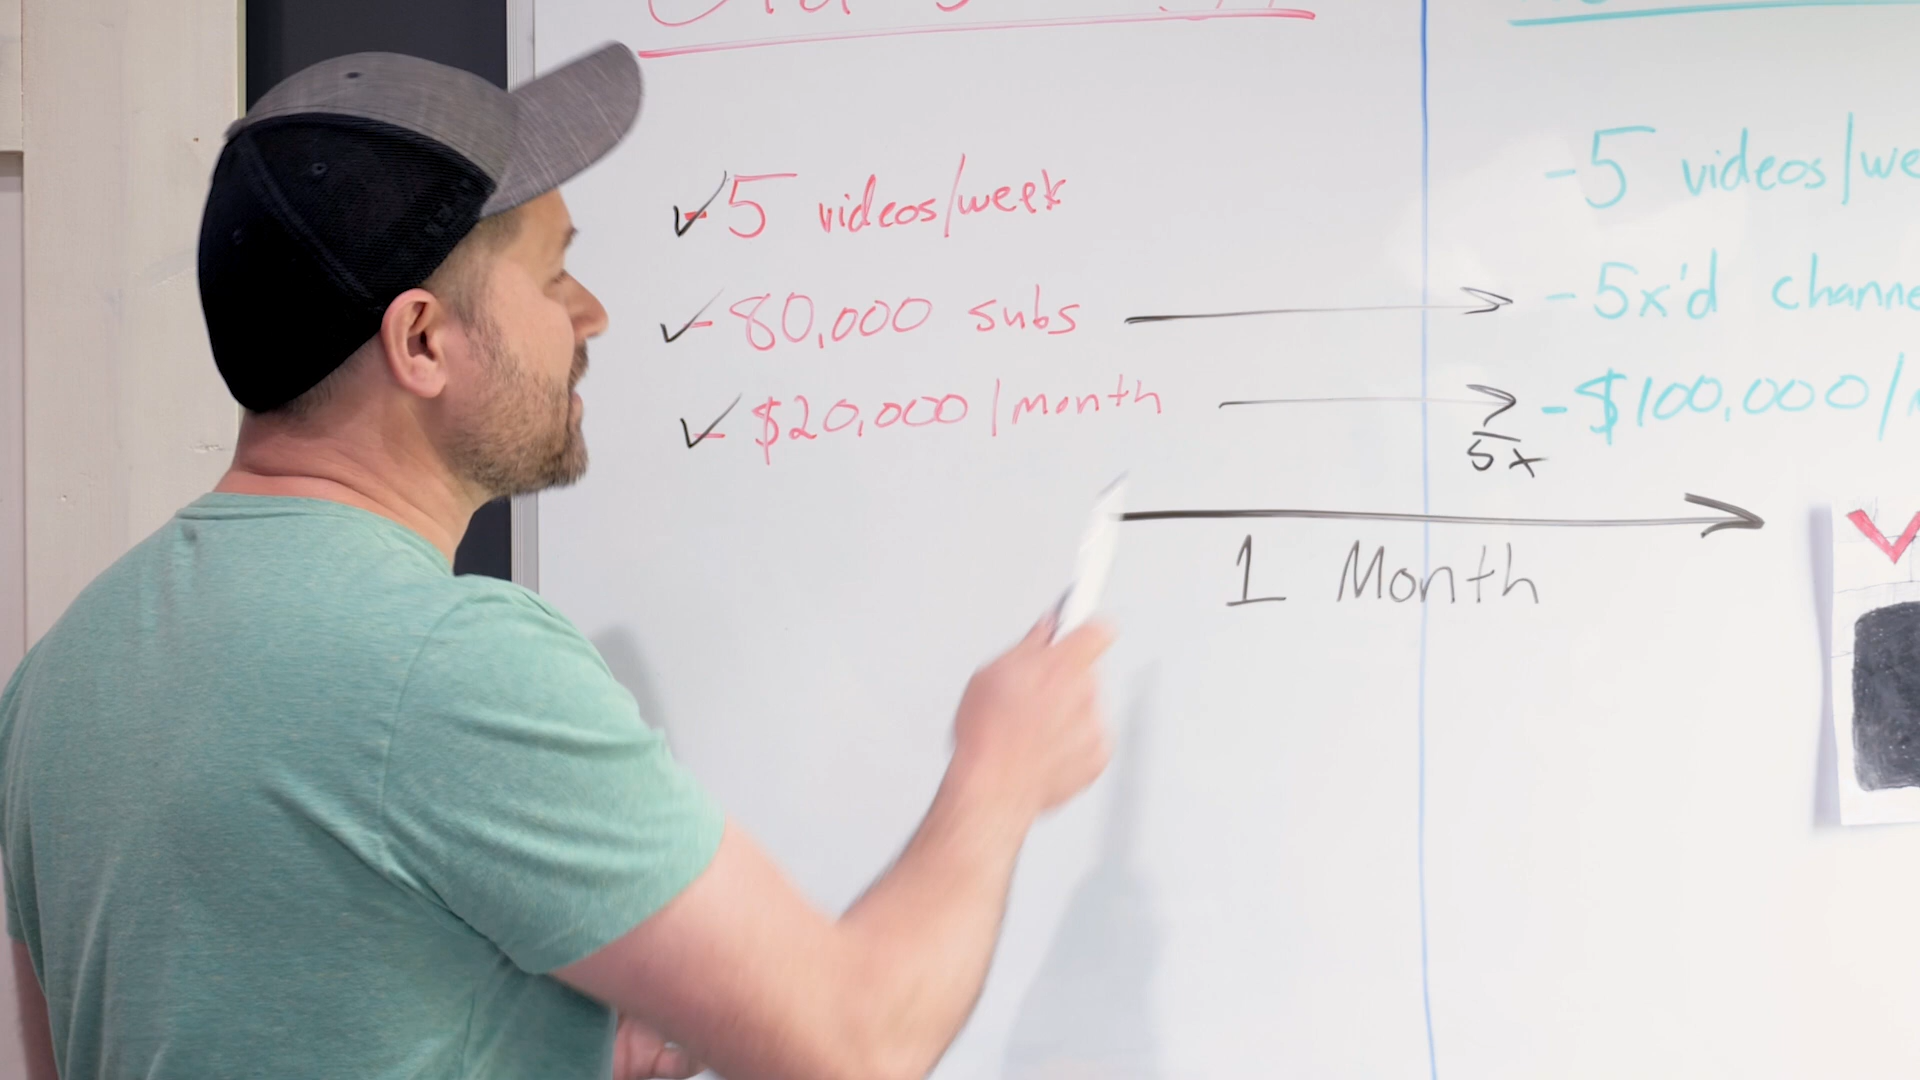 - 5 videos/week
- 80,000 subs
- $20,000/month
- 5 videos/we
- 5x'd channe
- $100,000/
5x
1 Month